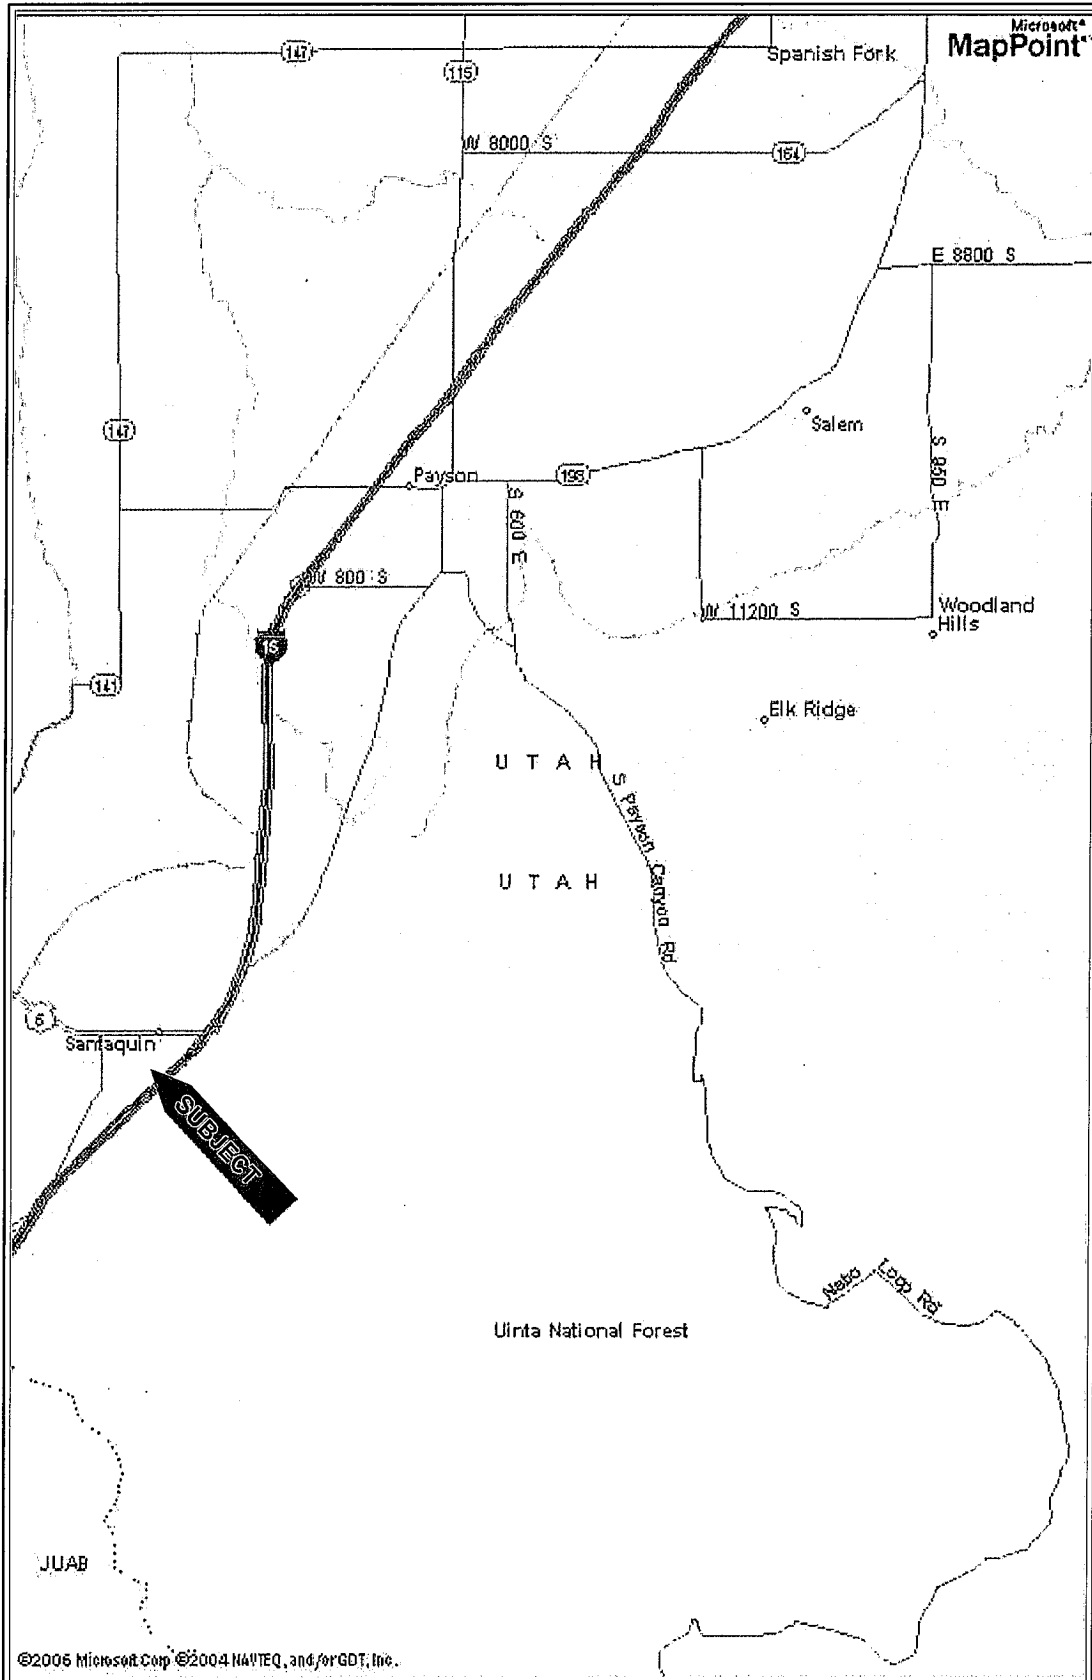 Microsoft®
MapPoint
147
Spanish Fork
115
W 8000 S
164
E 8800 S
147
Salem
S 950 E
Payson
198
S 600 E
W 800 S
W 11200 S
Woodland
Hills
15
141
Elk Ridge
U T A H
S Payson Canyon Rd
U T A H
6
Santaquin
SUBJECT
Nebo Loop Rd
Uinta National Forest
JUAB
©2006 Microsoft Corp ©2004 NAVTEQ, and/or GDT, Inc.